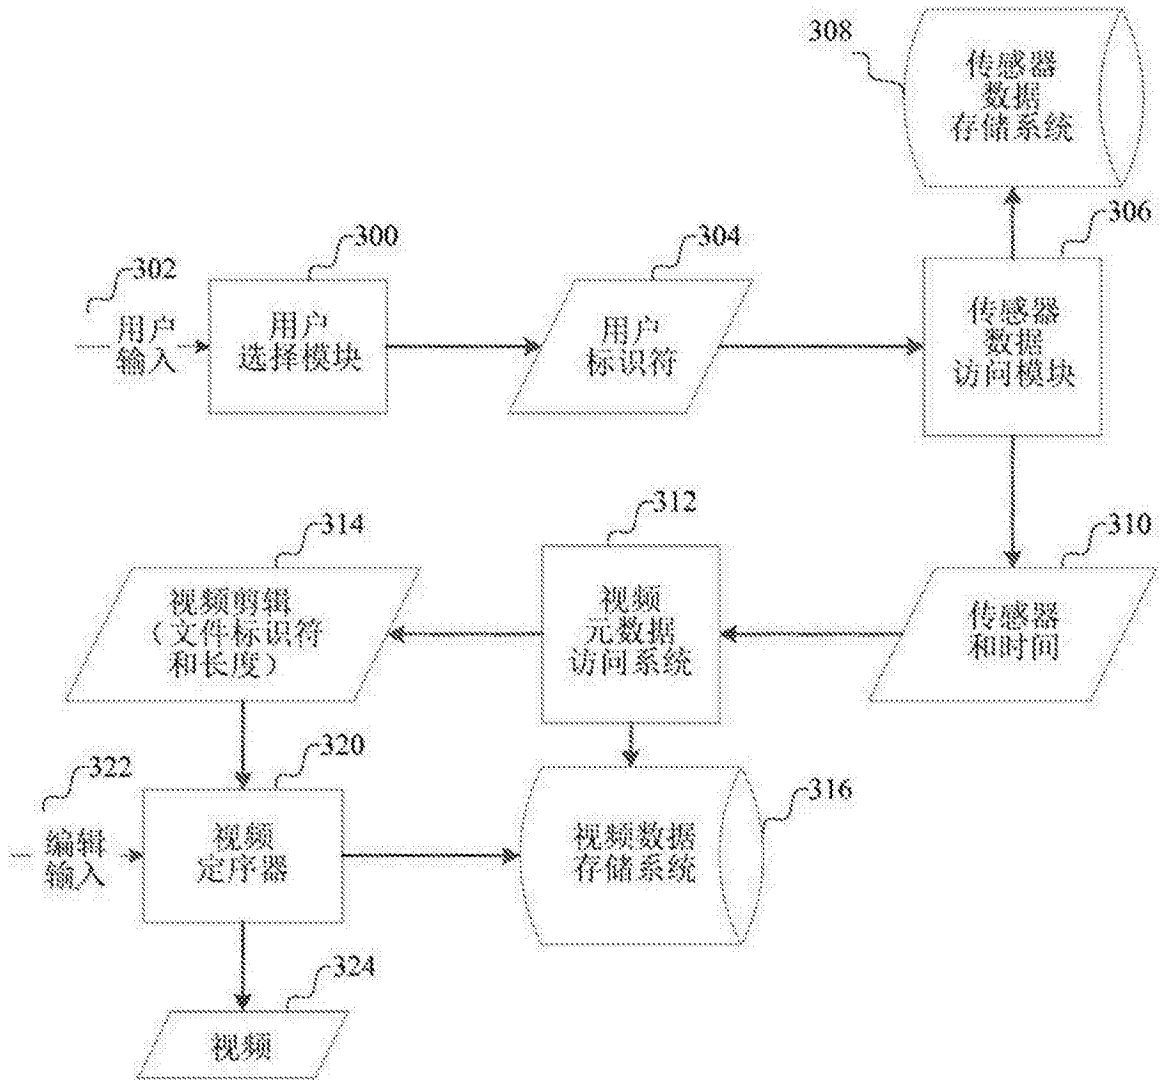 308
传感器
数据
存储系统
306
300
304
302
用户
输入
用户
选择模块
用户
标识符
传感器
数据
访问模块
312
314
310
视频剪辑
（文件标识符
和长度）
视频
元数据
访问系统
传感器
和时间
320
322
316
编辑
输入
视频
定序器
视频数据
存储系统
324
视频